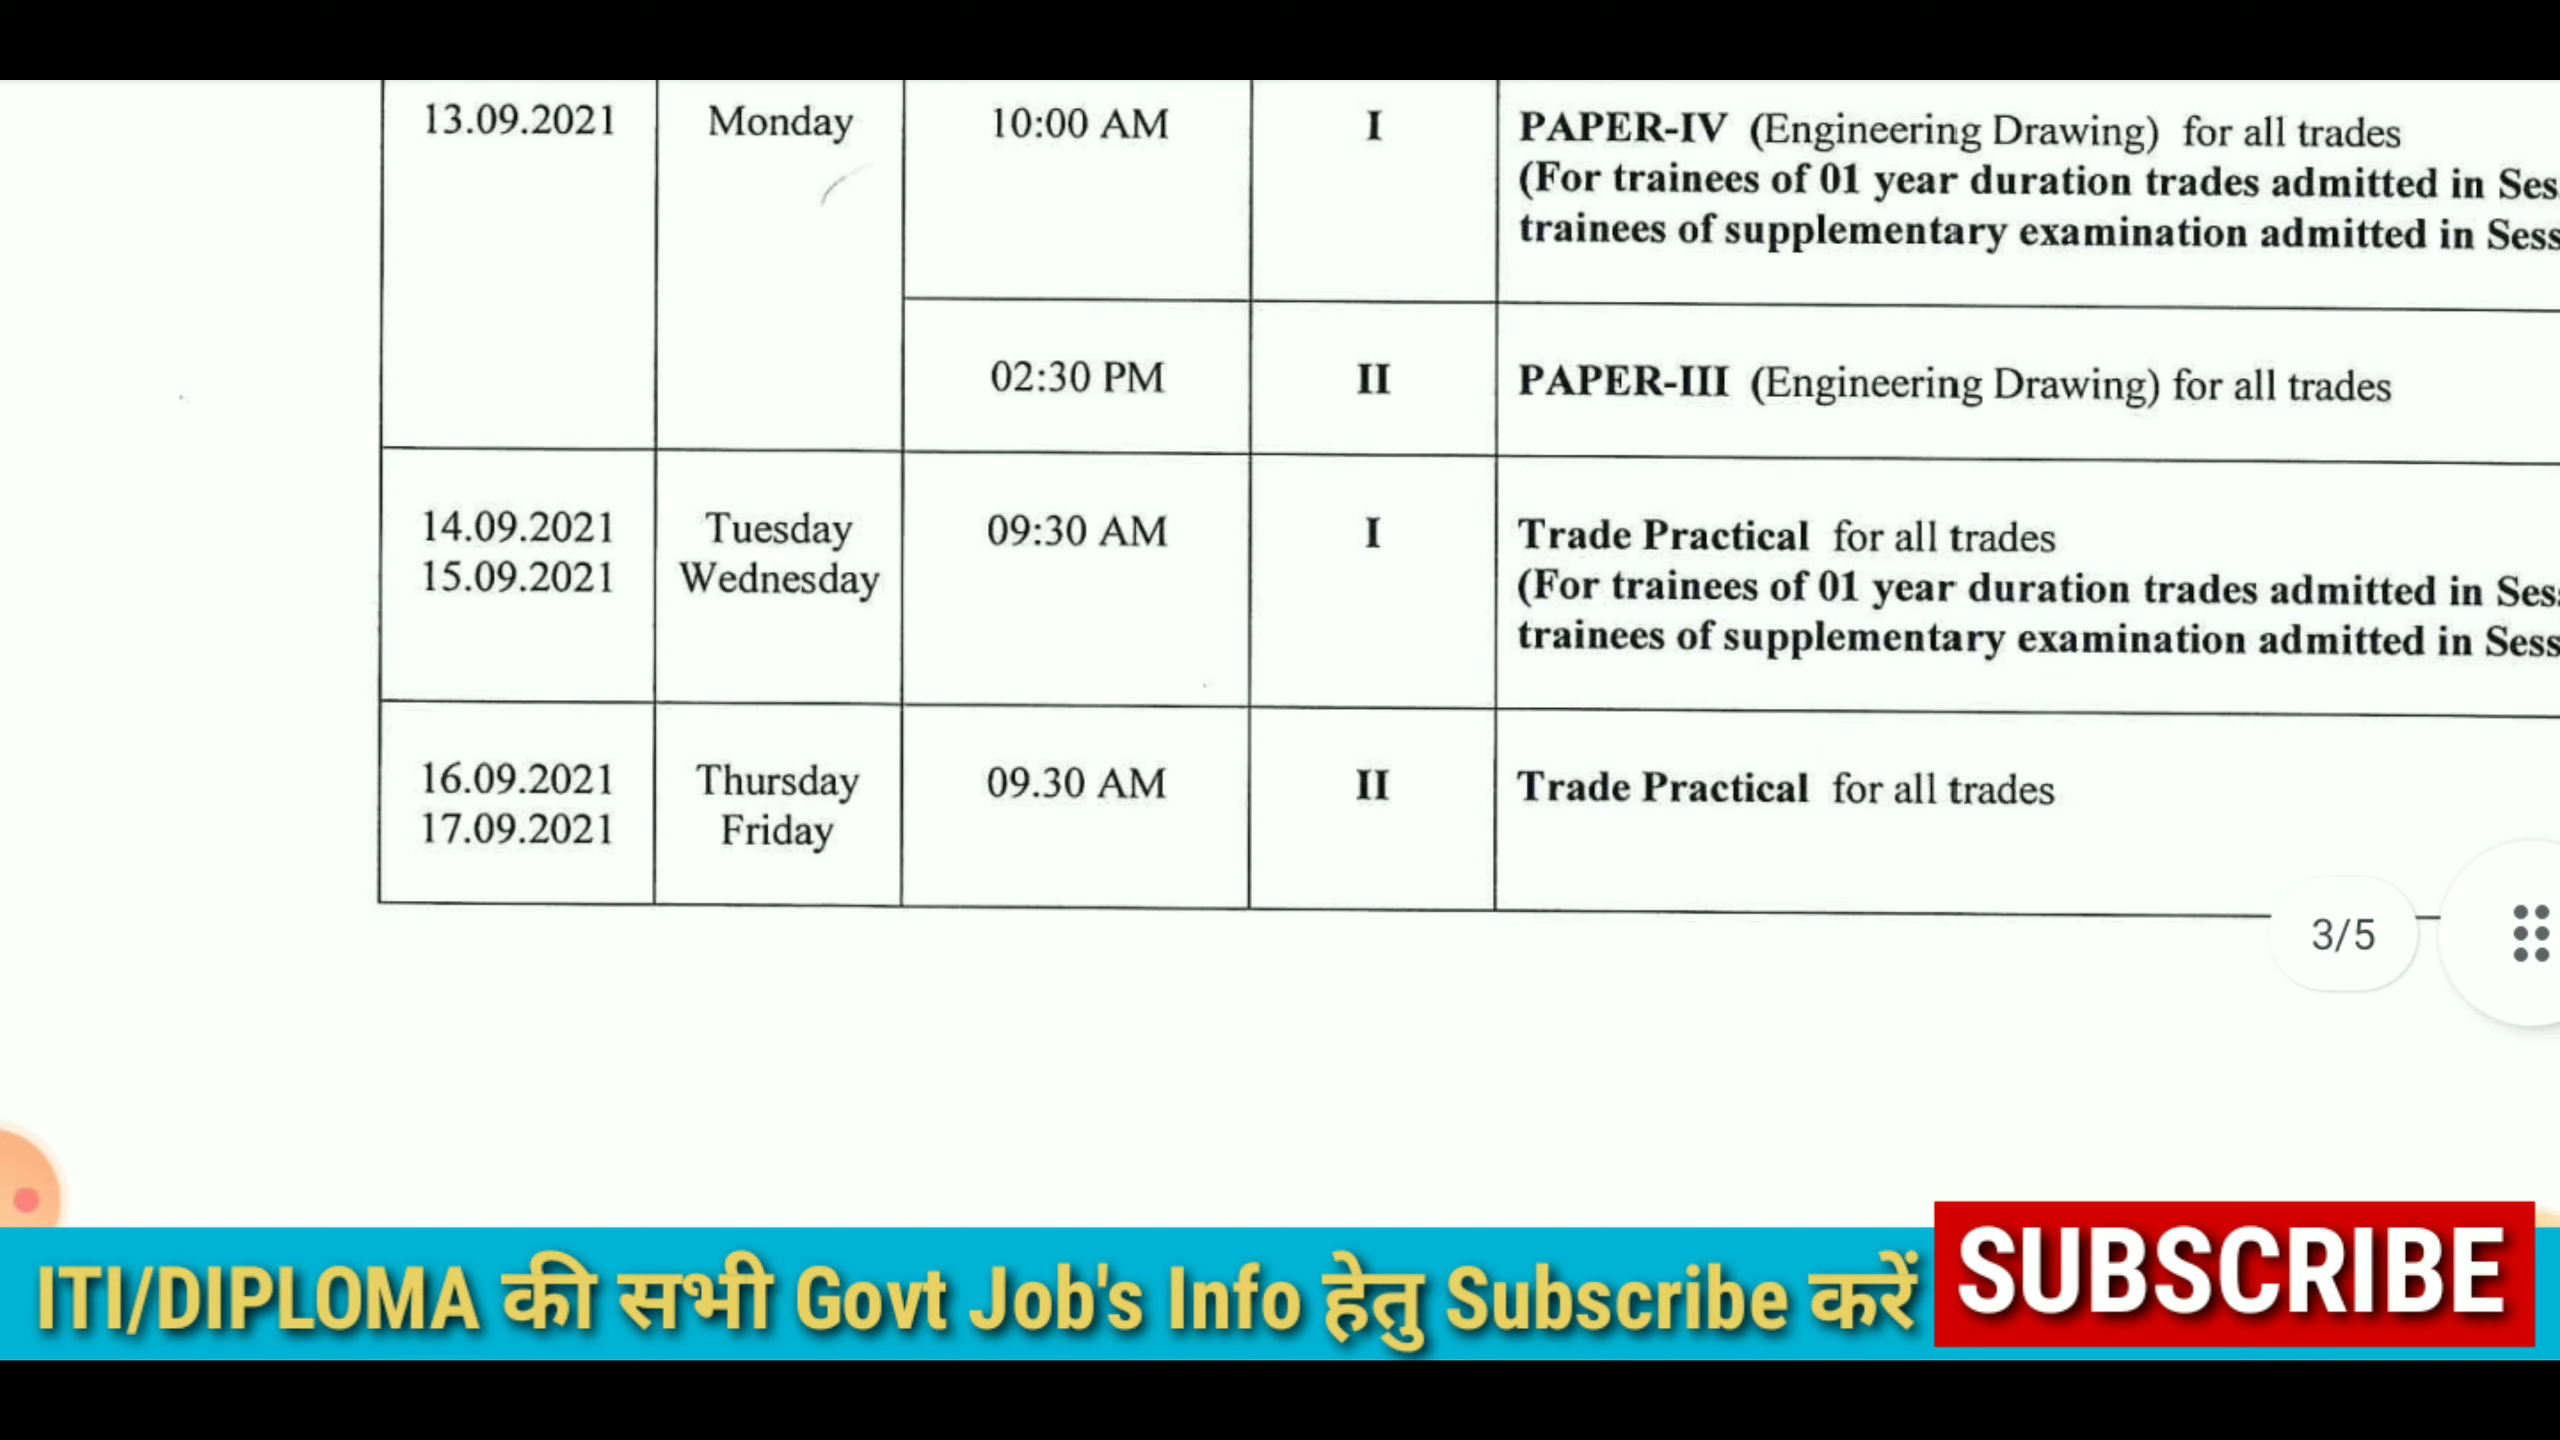 13.09.2021 Monday 10:00 AM I PAPER-IV (Engineering Drawing) for all trades
(For trainees of 01 year duration trades admitted in Ses
trainees of supplementary examination admitted in Sess
02:30 PM II PAPER-III (Engineering Drawing) for all trades
14.09.2021 Tuesday 09:30 AM I Trade Practical for all trades
15.09.2021 Wednesday (For trainees of 01 year duration trades admitted in Ses
trainees of supplementary examination admitted in Sess
16.09.2021 Thursday 09.30 AM II Trade Practical for all trades
17.09.2021 Friday
3/5
ITI/DIPLOMA की सभी Govt Job's Info हेतु Subscribe करें SUBSCRIBE